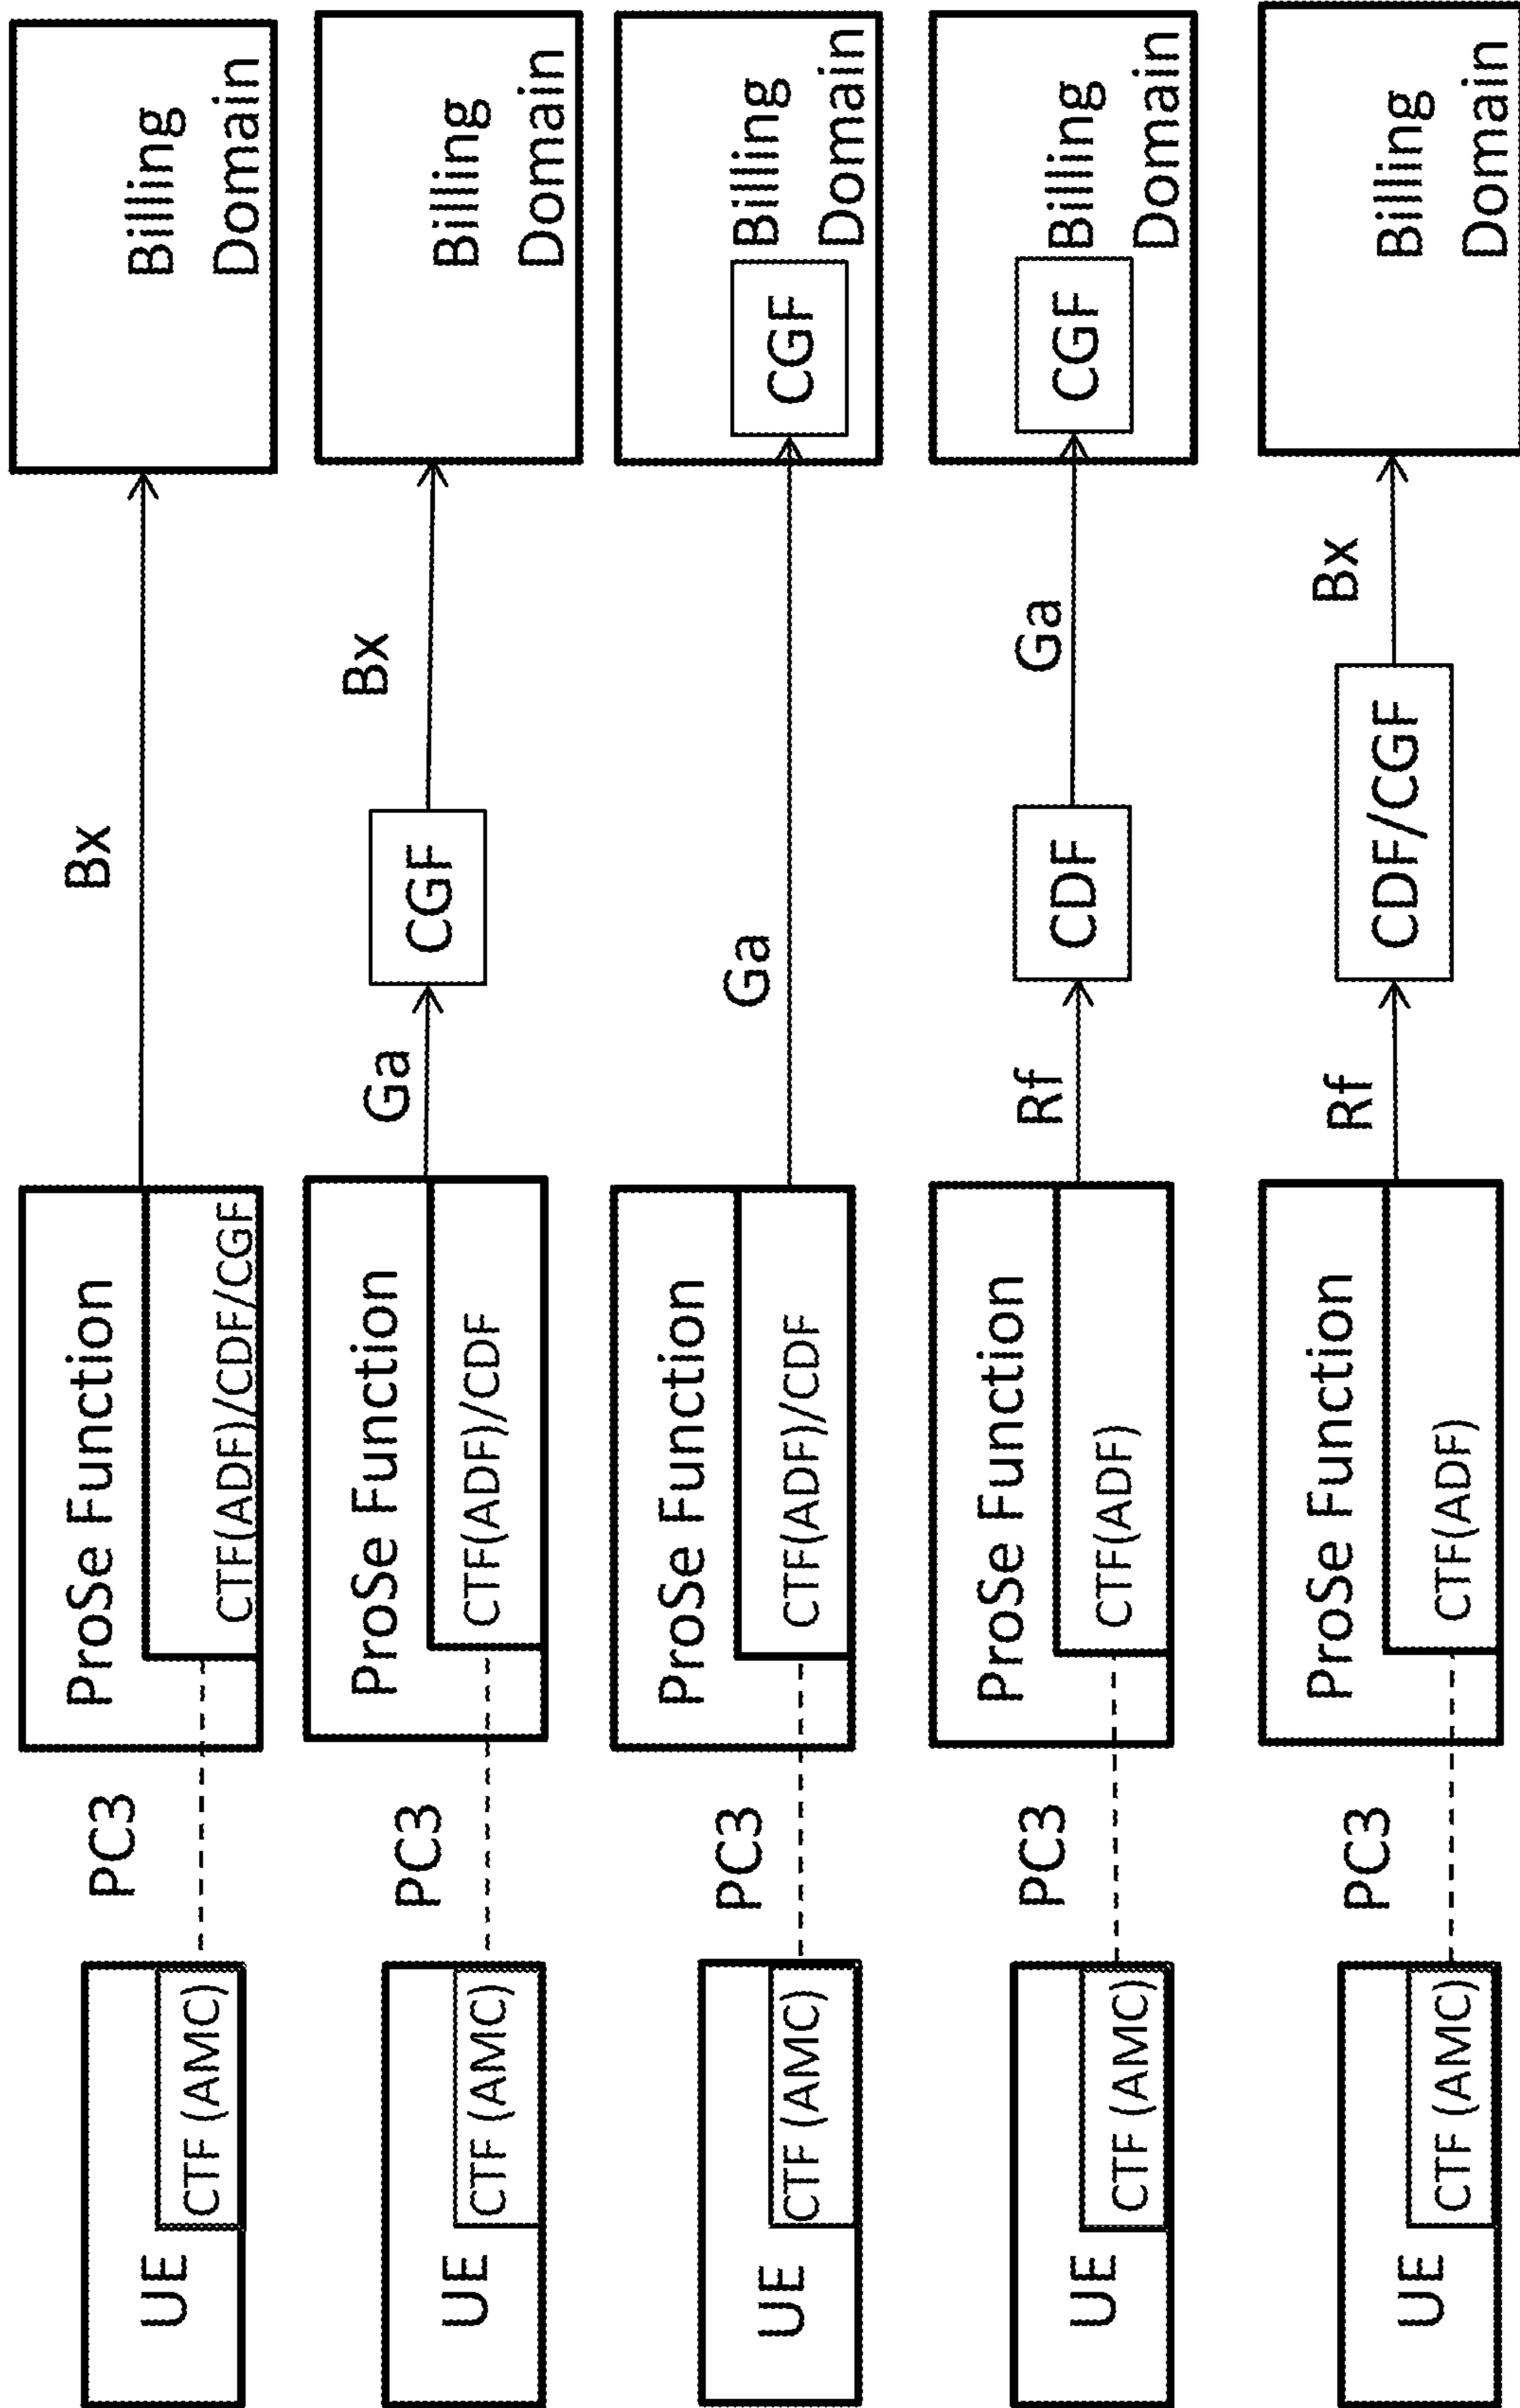 UE
CTF (AMC)
PC3
ProSe Function
CTF(ADF)/CDF/CGF
Bx
Billing
Domain
UE
CTF (AMC)
PC3
ProSe Function
CTF(ADF)/CDF
Ga
CGF
Bx
Billing
Domain
UE
CTF (AMC)
PC3
ProSe Function
CTF(ADF)/CDF
Ga
CGF
Billing
Domain
UE
CTF (AMC)
PC3
ProSe Function
CTF(ADF)
Rf
CDF
Ga
CGF
Billing
Domain
UE
CTF (AMC)
PC3
ProSe Function
CTF(ADF)
Rf
CDF/CGF
Bx
Billing
Domain